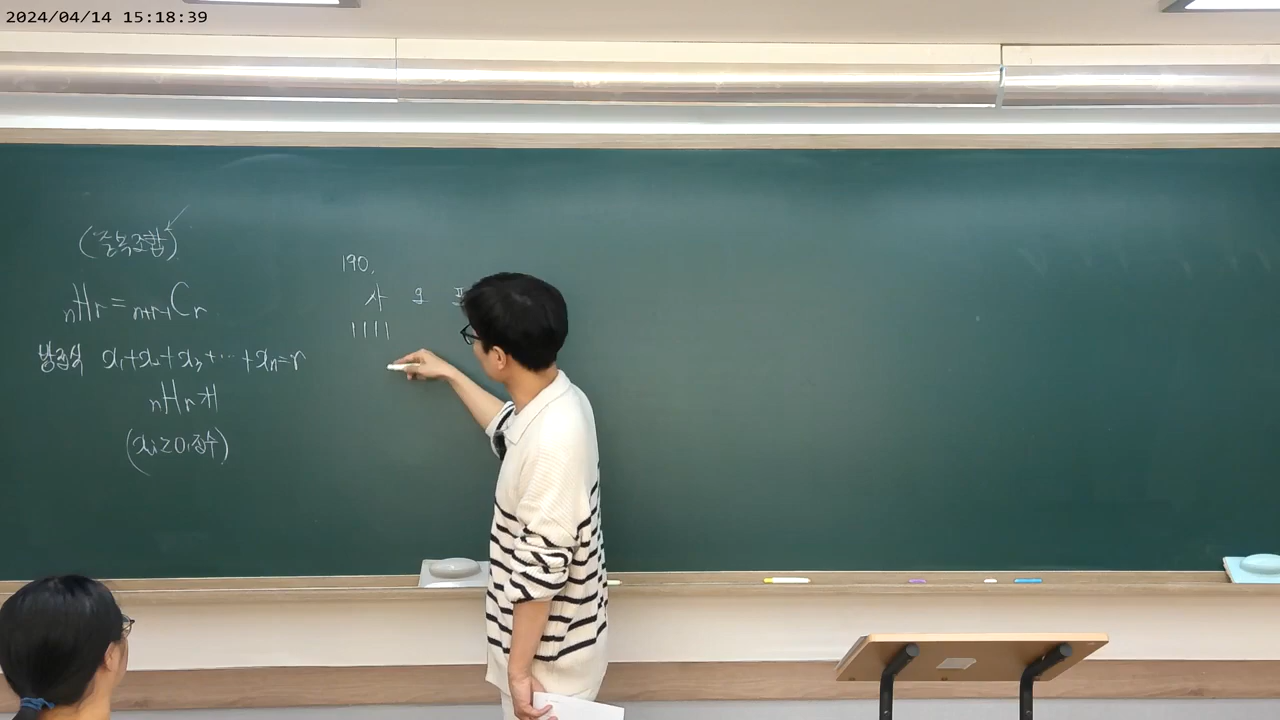 2024/04/14 15:18:39
(중복조합)
nHr = n+r-1Cr
방정식 x₁+x₂+x₃+⋯+xₙ=r
nHr개
(xᵢ≥0, 정수)
190.
사 오 포
||||